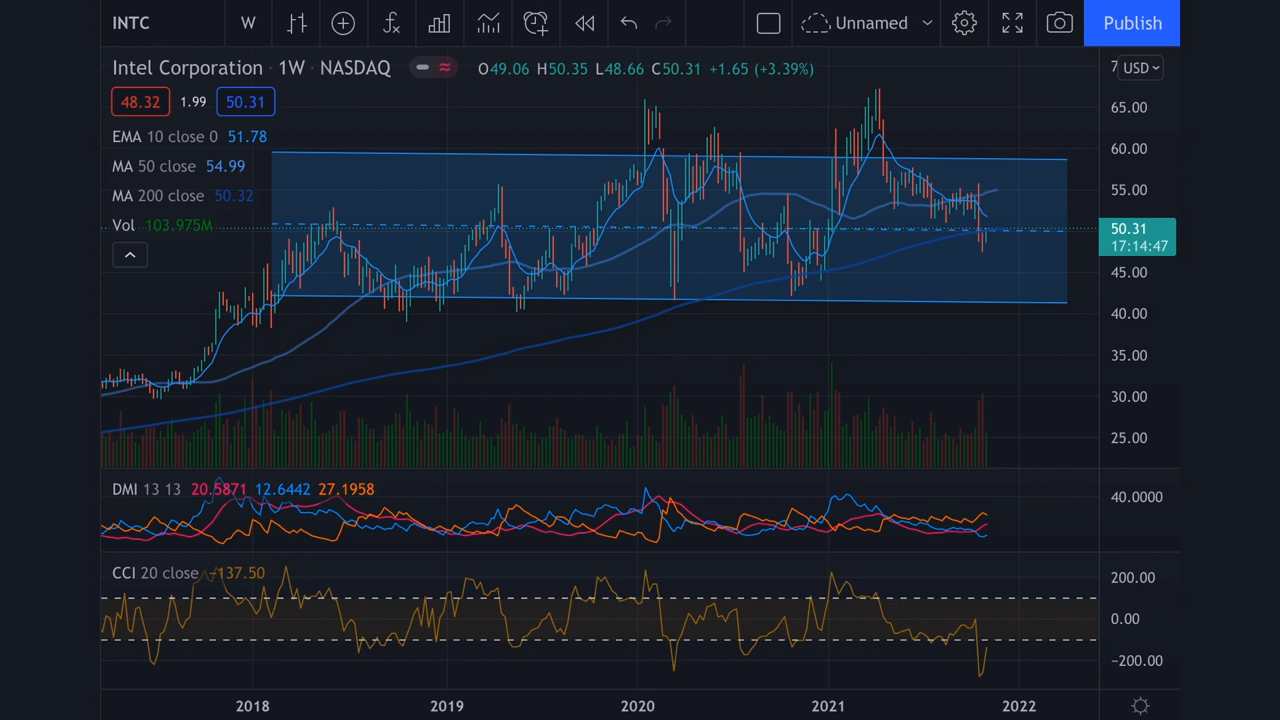 INTC W Unnamed Publish
Intel Corporation · 1W · NASDAQ O49.06 H50.35 L48.66 C50.31 +1.65 (+3.39%)
7 USD
48.32 1.99 50.31
65.00
EMA 10 close 0 51.78
60.00
MA 50 close 54.99
55.00
MA 200 close 50.32
Vol 103.975M
50.31
17:14:47
45.00
40.00
35.00
30.00
25.00
DMI 13 13 20.5871 12.6442 27.1958
40.0000
CCI 20 close −137.50
200.00
0.00
−200.00
2018 2019 2020 2021 2022